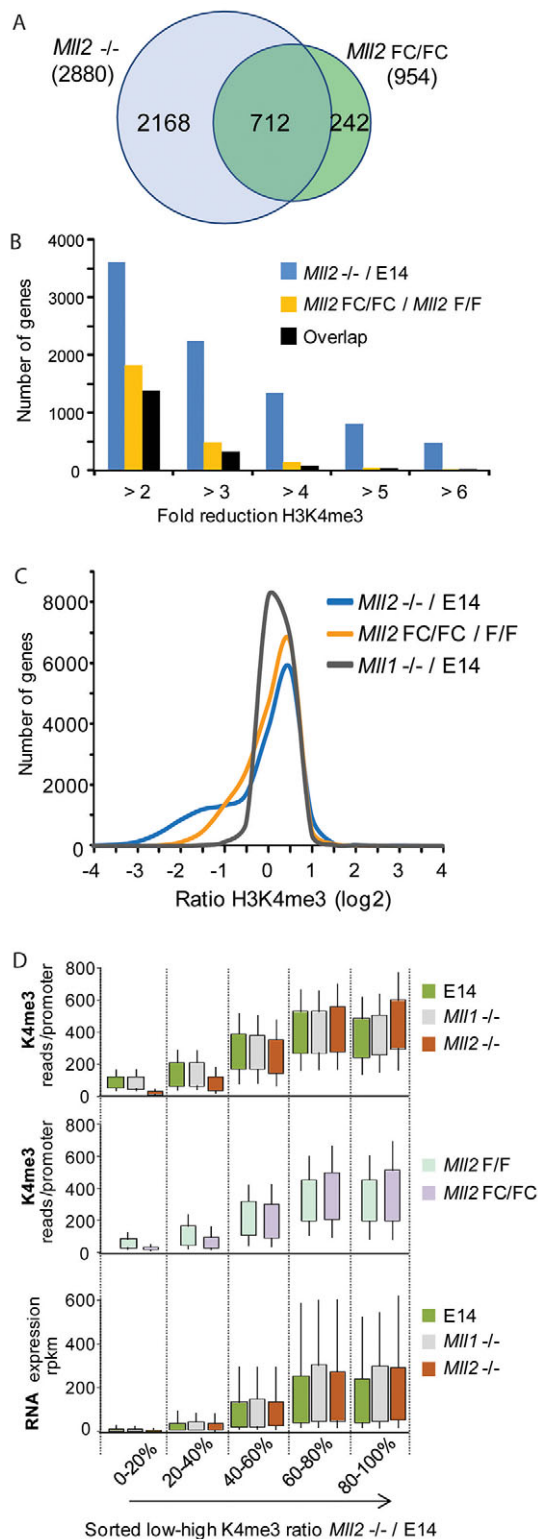 A
Mll2 -/-
(2880)
Mll2 FC/FC
(954)
2168
712
242
B
Number of genes
4000
3000
2000
1000
0
Mll2 -/- / E14
Mll2 FC/FC / Mll2 F/F
Overlap
> 2
> 3
> 4
> 5
> 6
Fold reduction H3K4me3
C
Number of genes
8000
6000
4000
2000
0
Mll2 -/- / E14
Mll2 FC/FC / F/F
Mll1 -/- / E14
-4
-3
-2
-1
0
1
2
3
4
Ratio H3K4me3 (log2)
D
K4me3
reads/promoter
800
600
400
200
0
E14
Mll1 -/-
Mll2 -/-
K4me3
reads/promoter
800
600
400
200
0
Mll2 F/F
Mll2 FC/FC
RNA expression
rpkm
600
400
200
0
E14
Mll1 -/-
Mll2 -/-
0-20%
20-40%
40-60%
60-80%
80-100%
Sorted low-high K4me3 ratio Mll2 -/- / E14